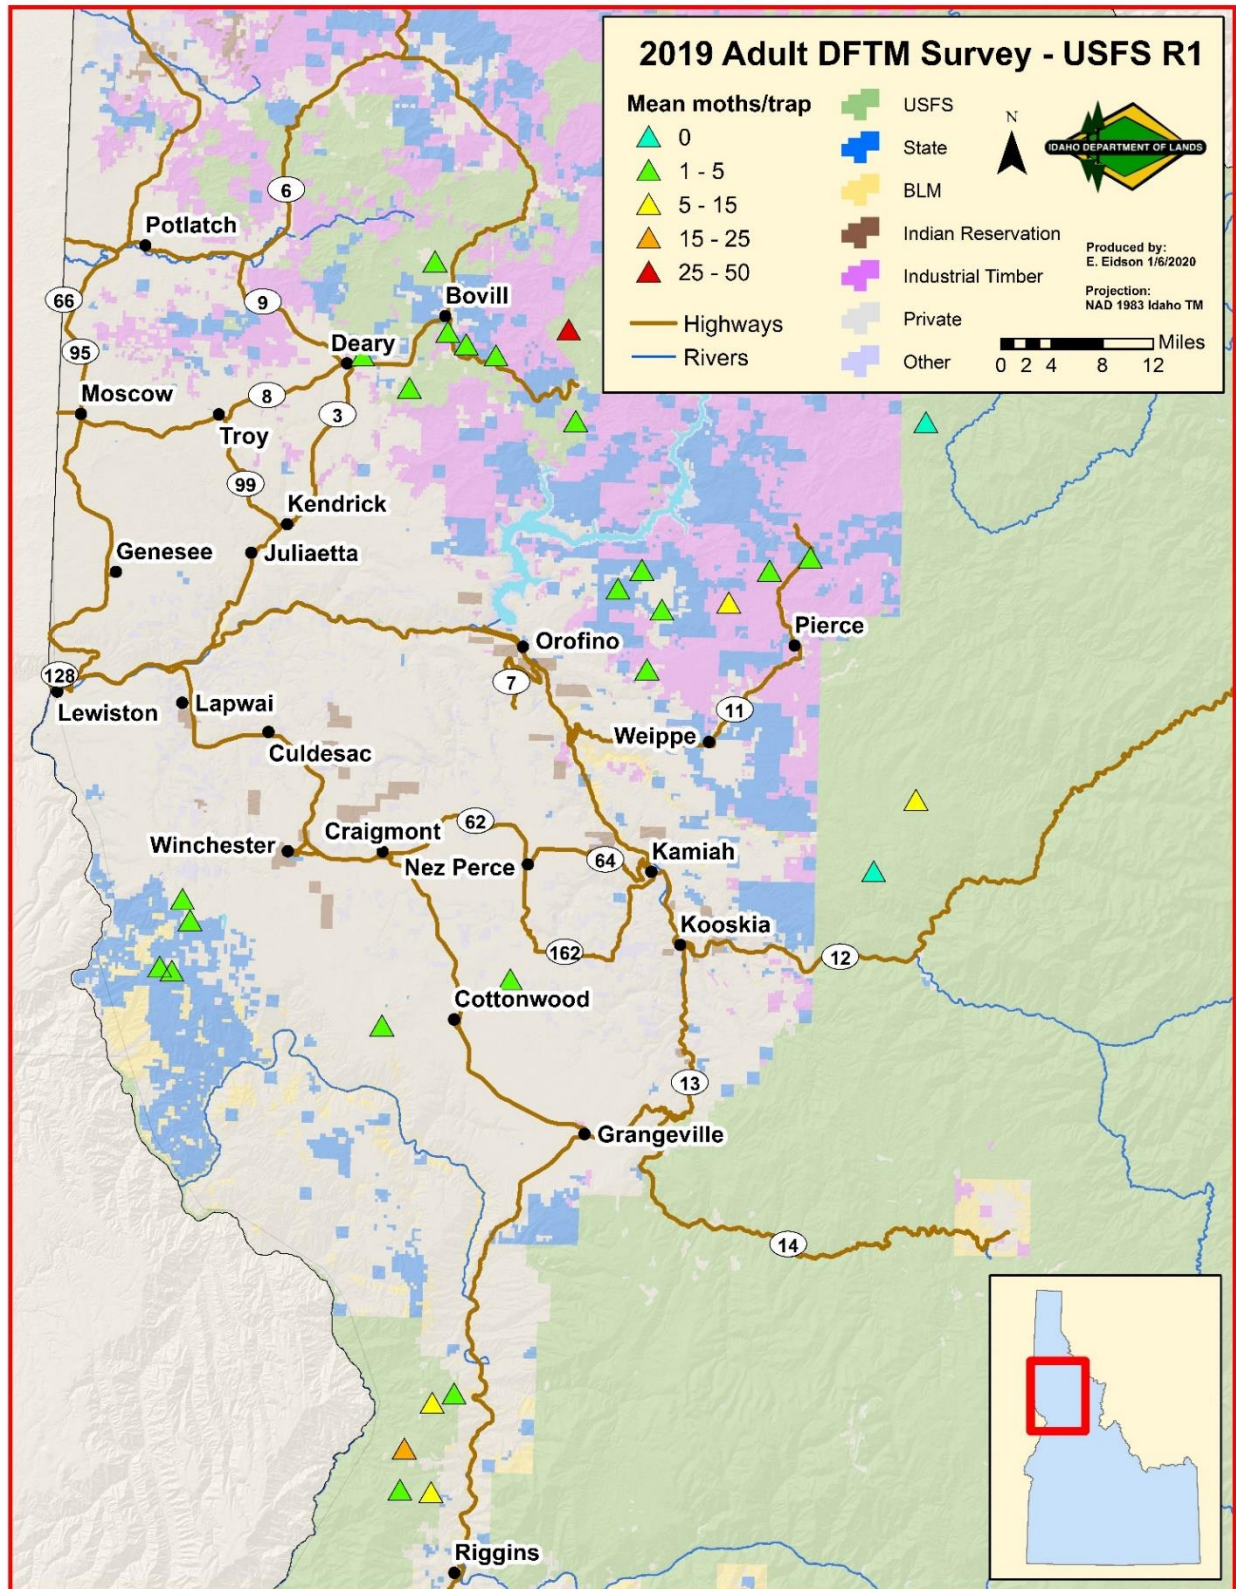 2019 Adult DFTM Survey - USFS R1
Mean moths/trap
0
1 - 5
5 - 15
15 - 25
25 - 50
Highways
Rivers
USFS
State
BLM
Indian Reservation
Industrial Timber
Private
Other
N
IDAHO DEPARTMENT OF LANDS
Produced by:
E. Eidson 1/6/2020
Projection:
NAD 1983 Idaho TM
Miles
0 2 4 8 12
6
Potlatch
66
9
Bovill
95
Deary
Moscow
8
3
Troy
99
Kendrick
Genesee
Juliaetta
Orofino
Pierce
128
Lewiston
Lapwai
7
11
Weippe
Culdesac
Winchester
Craigmont
62
Nez Perce
64
Kamiah
Kooskia
162
12
Cottonwood
13
Grangeville
14
Riggins